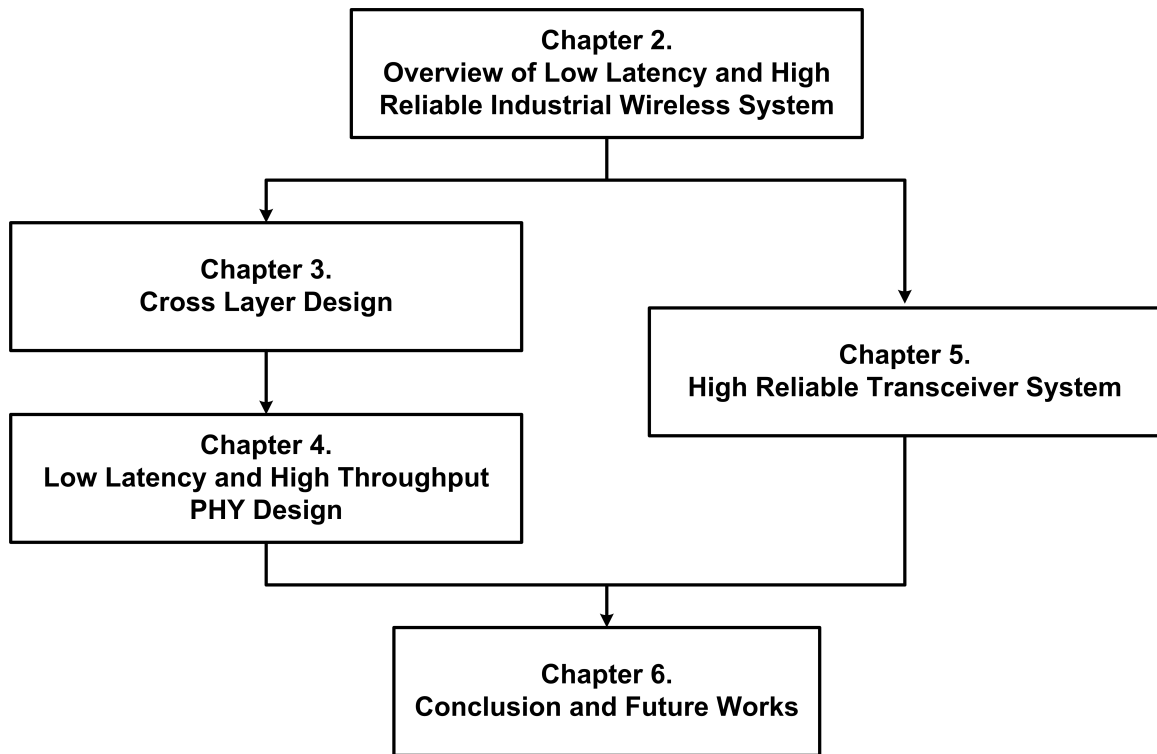 Chapter 2.
Overview of Low Latency and High
Reliable Industrial Wireless System
Chapter 3.
Cross Layer Design
Chapter 5.
High Reliable Transceiver System
Chapter 4.
Low Latency and High Throughput
PHY Design
Chapter 6.
Conclusion and Future Works